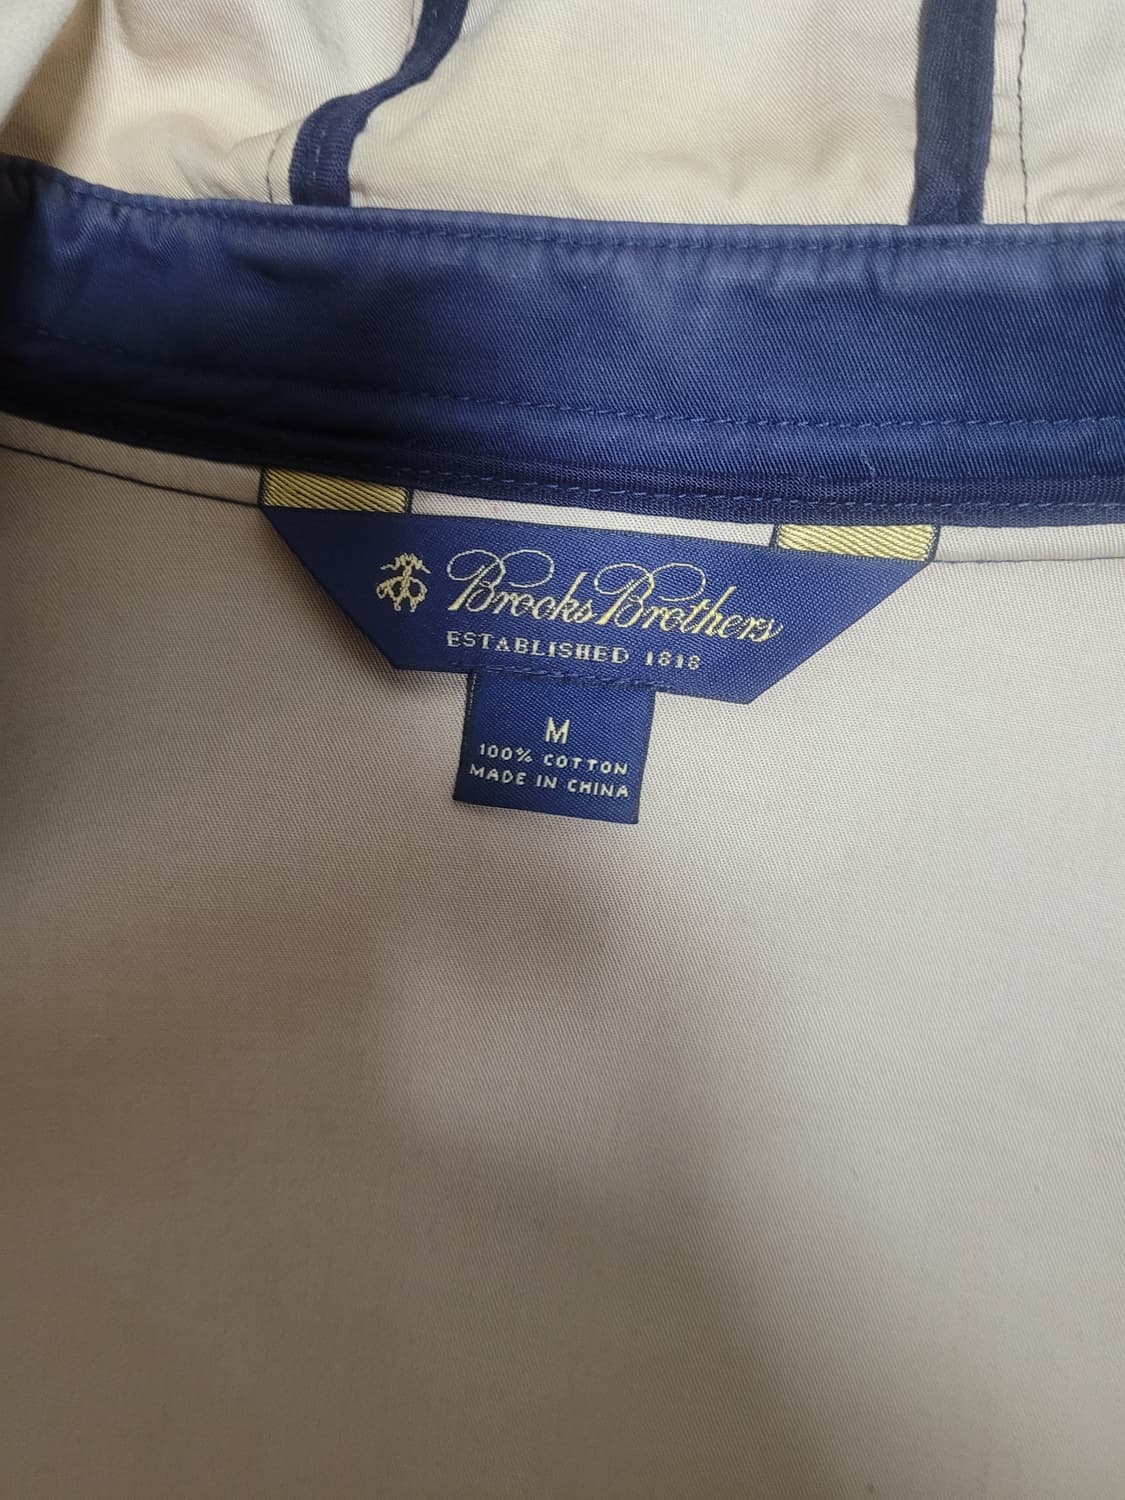 Brooks Brothers
ESTABLISHED 1818
M
100% COTTON
MADE IN CHINA